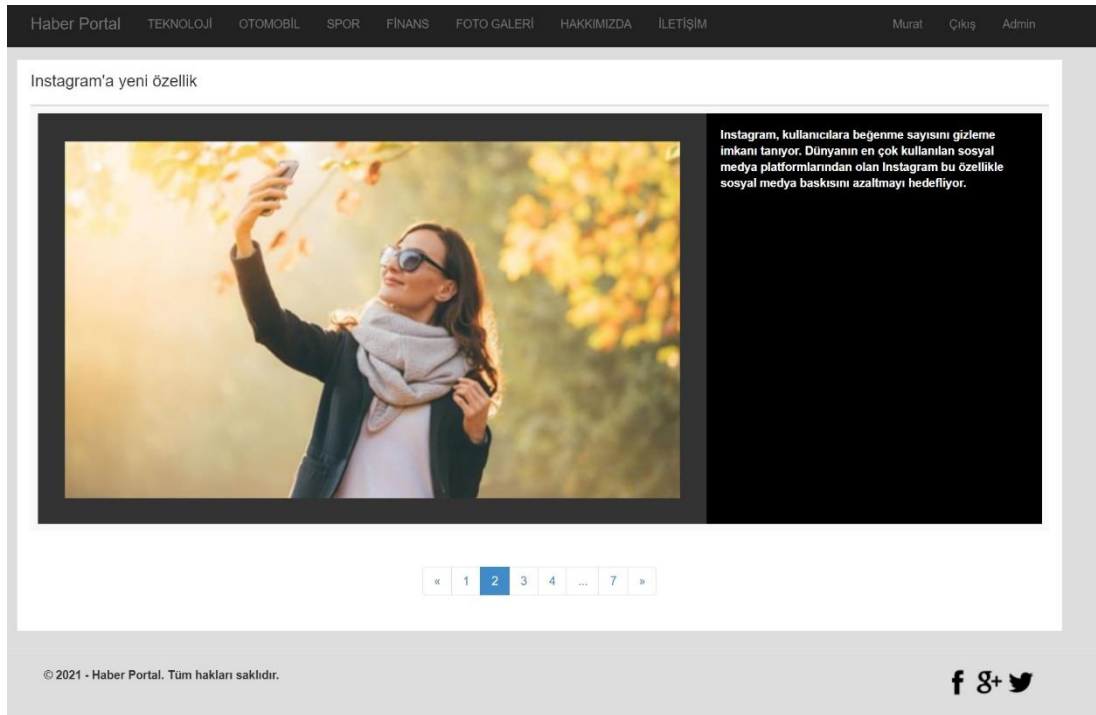 Haber Portal TEKNOLOJİ OTOMOBİL SPOR FİNANS FOTO GALERİ HAKKIMIZDA İLETİŞİM Murat Çıkış Admin
Instagram'a yeni özellik
Instagram, kullanıcılara beğenme sayısını gizleme
imkanı tanıyor. Dünyanın en çok kullanılan sosyal
medya platformlarından olan Instagram bu özellikle
sosyal medya baskısını azaltmayı hedefliyor.
« 1 2 3 4 ... 7 »
© 2021 - Haber Portal. Tüm hakları saklıdır.